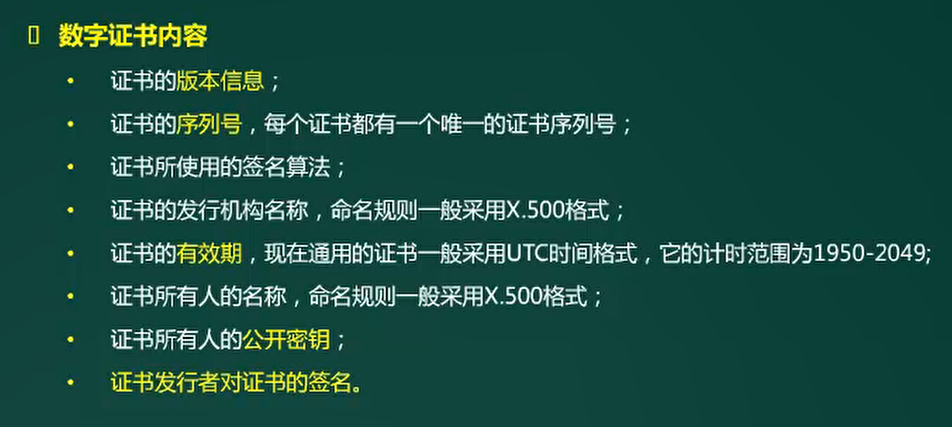 数字证书内容
• 证书的版本信息；
• 证书的序列号，每个证书都有一个唯一的证书序列号；
• 证书所使用的签名算法；
• 证书的发行机构名称，命名规则一般采用X.500格式；
• 证书的有效期，现在通用的证书一般采用UTC时间格式，它的计时范围为1950-2049;
• 证书所有人的名称，命名规则一般采用X.500格式；
• 证书所有人的公开密钥；
• 证书发行者对证书的签名。